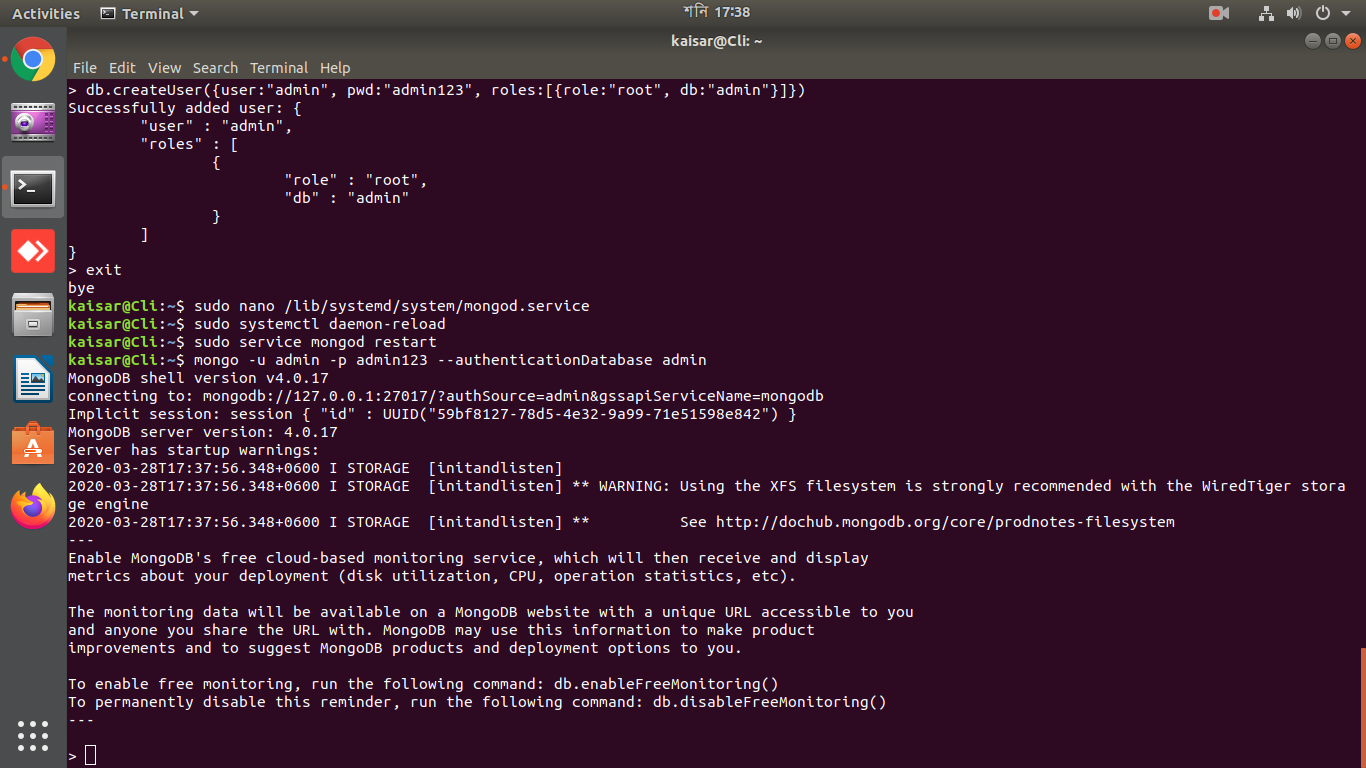 Activities Terminal শনি 17:38
kaisar@Cli: ~
File Edit View Search Terminal Help
> db.createUser({user:"admin", pwd:"admin123", roles:[{role:"root", db:"admin"}]})
Successfully added user: {
"user" : "admin",
"roles" : [
{
"role" : "root",
"db" : "admin"
}
]
}
> exit
bye
kaisar@Cli:~$ sudo nano /lib/systemd/system/mongod.service
kaisar@Cli:~$ sudo systemctl daemon-reload
kaisar@Cli:~$ sudo service mongod restart
kaisar@Cli:~$ mongo -u admin -p admin123 --authenticationDatabase admin
MongoDB shell version v4.0.17
connecting to: mongodb://127.0.0.1:27017/?authSource=admin&gssapiServiceName=mongodb
Implicit session: session { "id" : UUID("59bf8127-78d5-4e32-9a99-71e51598e842") }
MongoDB server version: 4.0.17
Server has startup warnings:
2020-03-28T17:37:56.348+0600 I STORAGE  [initandlisten]
2020-03-28T17:37:56.348+0600 I STORAGE  [initandlisten] ** WARNING: Using the XFS filesystem is strongly recommended with the WiredTiger stora
ge engine
2020-03-28T17:37:56.348+0600 I STORAGE  [initandlisten] **          See http://dochub.mongodb.org/core/prodnotes-filesystem
---
Enable MongoDB's free cloud-based monitoring service, which will then receive and display
metrics about your deployment (disk utilization, CPU, operation statistics, etc).
The monitoring data will be available on a MongoDB website with a unique URL accessible to you
and anyone you share the URL with. MongoDB may use this information to make product
improvements and to suggest MongoDB products and deployment options to you.
To enable free monitoring, run the following command: db.enableFreeMonitoring()
To permanently disable this reminder, run the following command: db.disableFreeMonitoring()
---
>